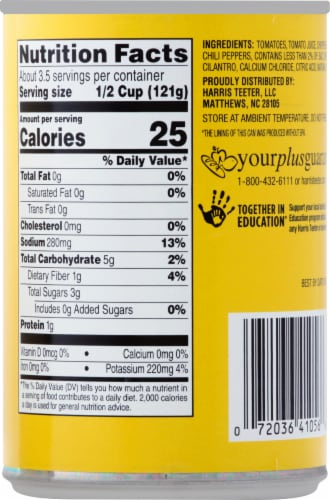 Nutrition Facts
About 3.5 servings per container
Serving size 1/2 Cup (121g)
Amount per serving
Calories 25
% Daily Value*
Total Fat 0g 0%
Saturated Fat 0g 0%
Trans Fat 0g
Cholesterol 0mg 0%
Sodium 280mg 13%
Total Carbohydrate 5g 2%
Dietary Fiber 1g 4%
Total Sugars 3g
Includes 0g Added Sugars 0%
Protein 1g
Vitamin D 0mcg 0% • Calcium 0mg 0%
Iron 0mg 0% • Potassium 220mg 4%
*The % Daily Value (DV) tells you how much a nutrient in
a serving of food contributes to a daily diet. 2,000 calories
a day is used for general nutrition advice.
INGREDIENTS: TOMATOES, TOMATO JUICE,
CHILI PEPPERS, CONTAINS LESS THAN 2% OF
CILANTRO, CALCIUM CHLORIDE, CITRIC ACID,
PROUDLY DISTRIBUTED BY:
HARRIS TEETER, LLC
MATTHEWS, NC 28105
STORE AT AMBIENT TEMPERATURE. DO NOT
*THE LINING OF THIS CAN WAS PRODUCED WITHOUT BPA.
yourplusguar
1-800-432-6111 or harristeeter.
TOGETHER IN
EDUCATION®
Support your local
Education program
any Harris Teeter
BEST BY DATE
0 72036 41056